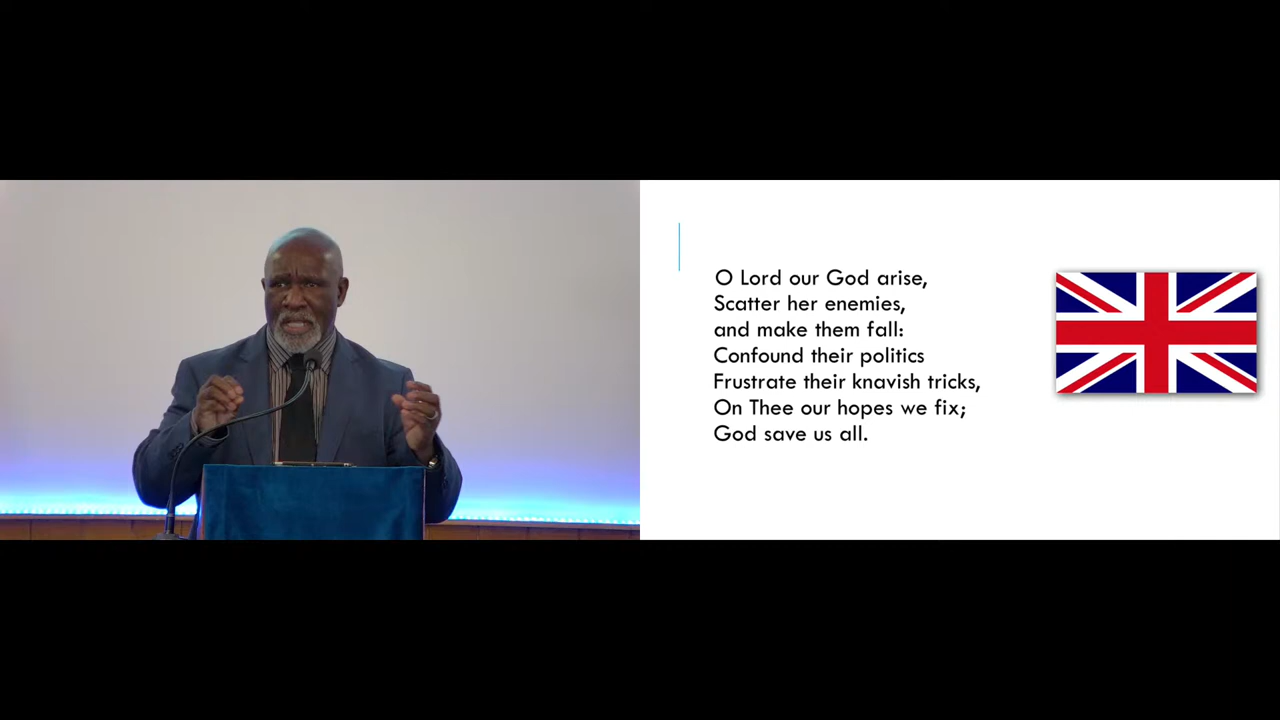 O Lord our God arise,
Scatter her enemies,
and make them fall:
Confound their politics
Frustrate their knavish tricks,
On Thee our hopes we fix;
God save us all.